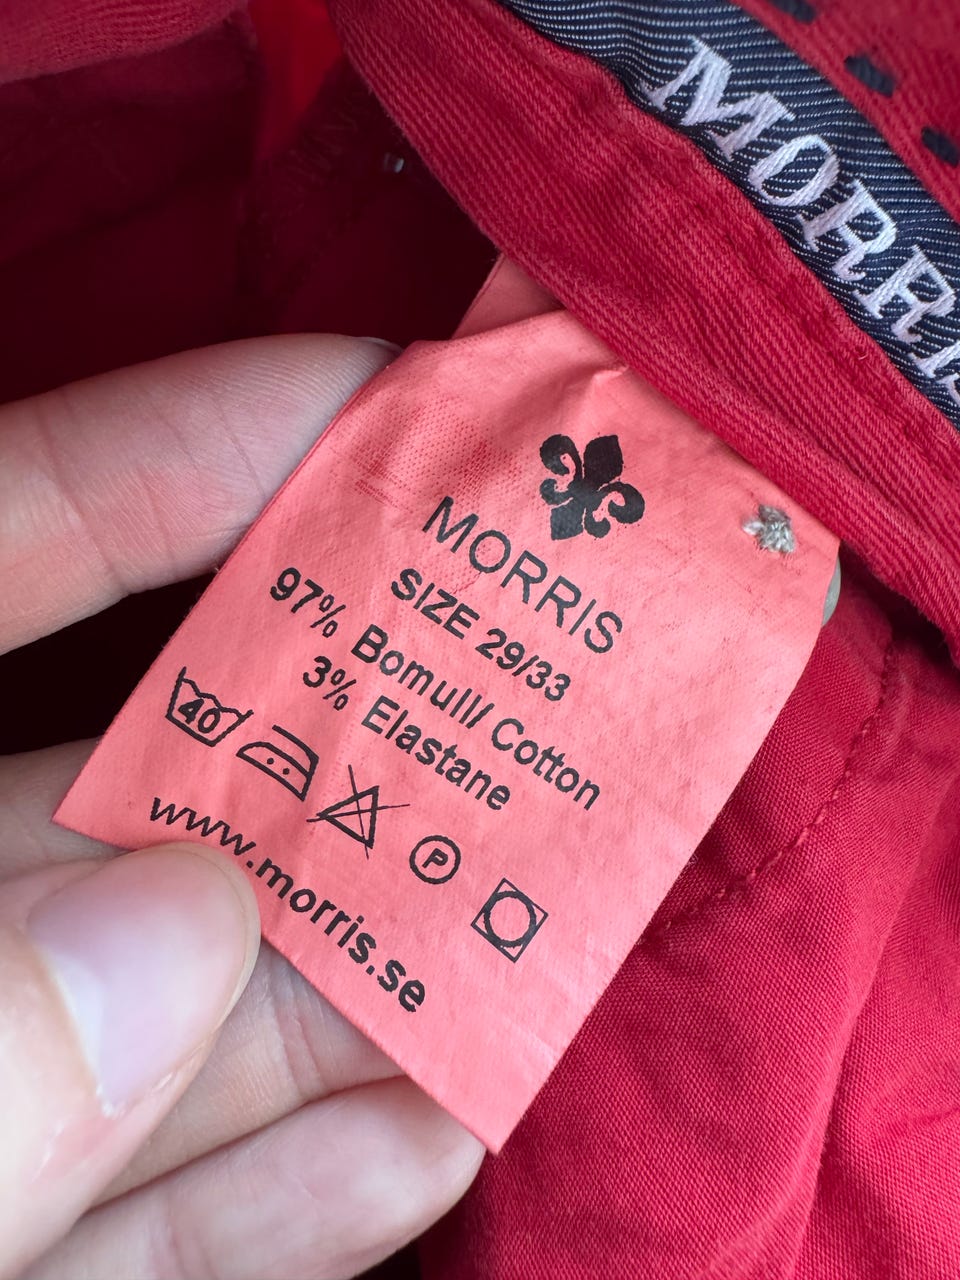 MORRIS
MORRIS
SIZE 29/33
97% Bomull/ Cotton
3% Elastane
40
P
www.morris.se